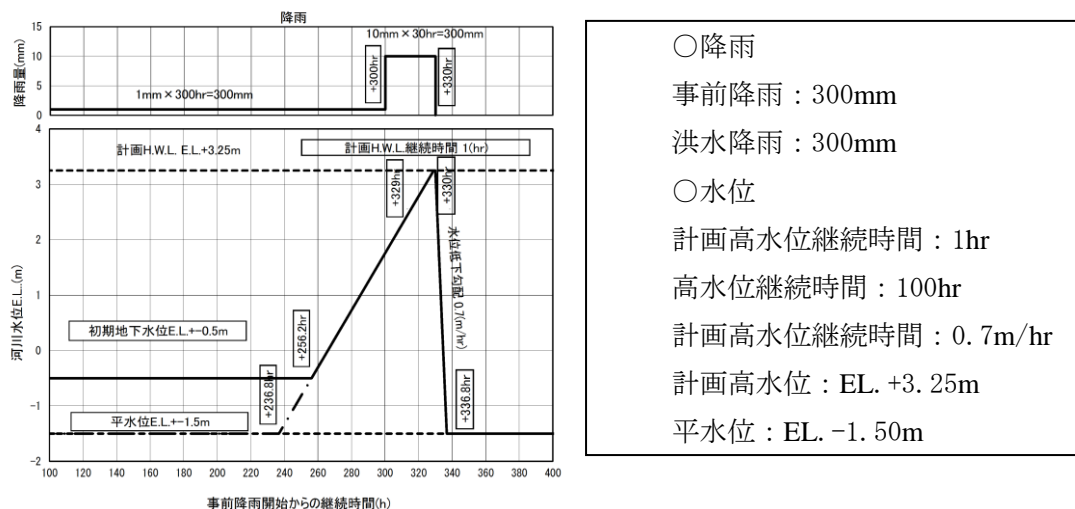 降雨
15
10
5
0
降雨量(mm)
1mm×300hr=300mm
10mm×30hr=300mm
+300hr
+330hr
4
3
2
1
0
-1
-2
河川水位E.L.(m)
計画H.W.L. E.L.+3.25m
計画H.W.L.継続時間 1(hr)
+329hr
+330hr
水位低下勾配 0.7(m/hr)
初期地下水位E.L.+-0.5m
+256.2hr
+236.8hr
平水位E.L.+-1.5m
+336.8hr
100 120 140 160 180 200 220 240 260 280 300 320 340 360 380 400
事前降雨開始からの継続時間(h)
○降雨
事前降雨：300mm
洪水降雨：300mm
○水位
計画高水位継続時間：1hr
高水位継続時間：100hr
計画高水位継続時間：0.7m/hr
計画高水位：EL.+3.25m
平水位：EL.-1.50m